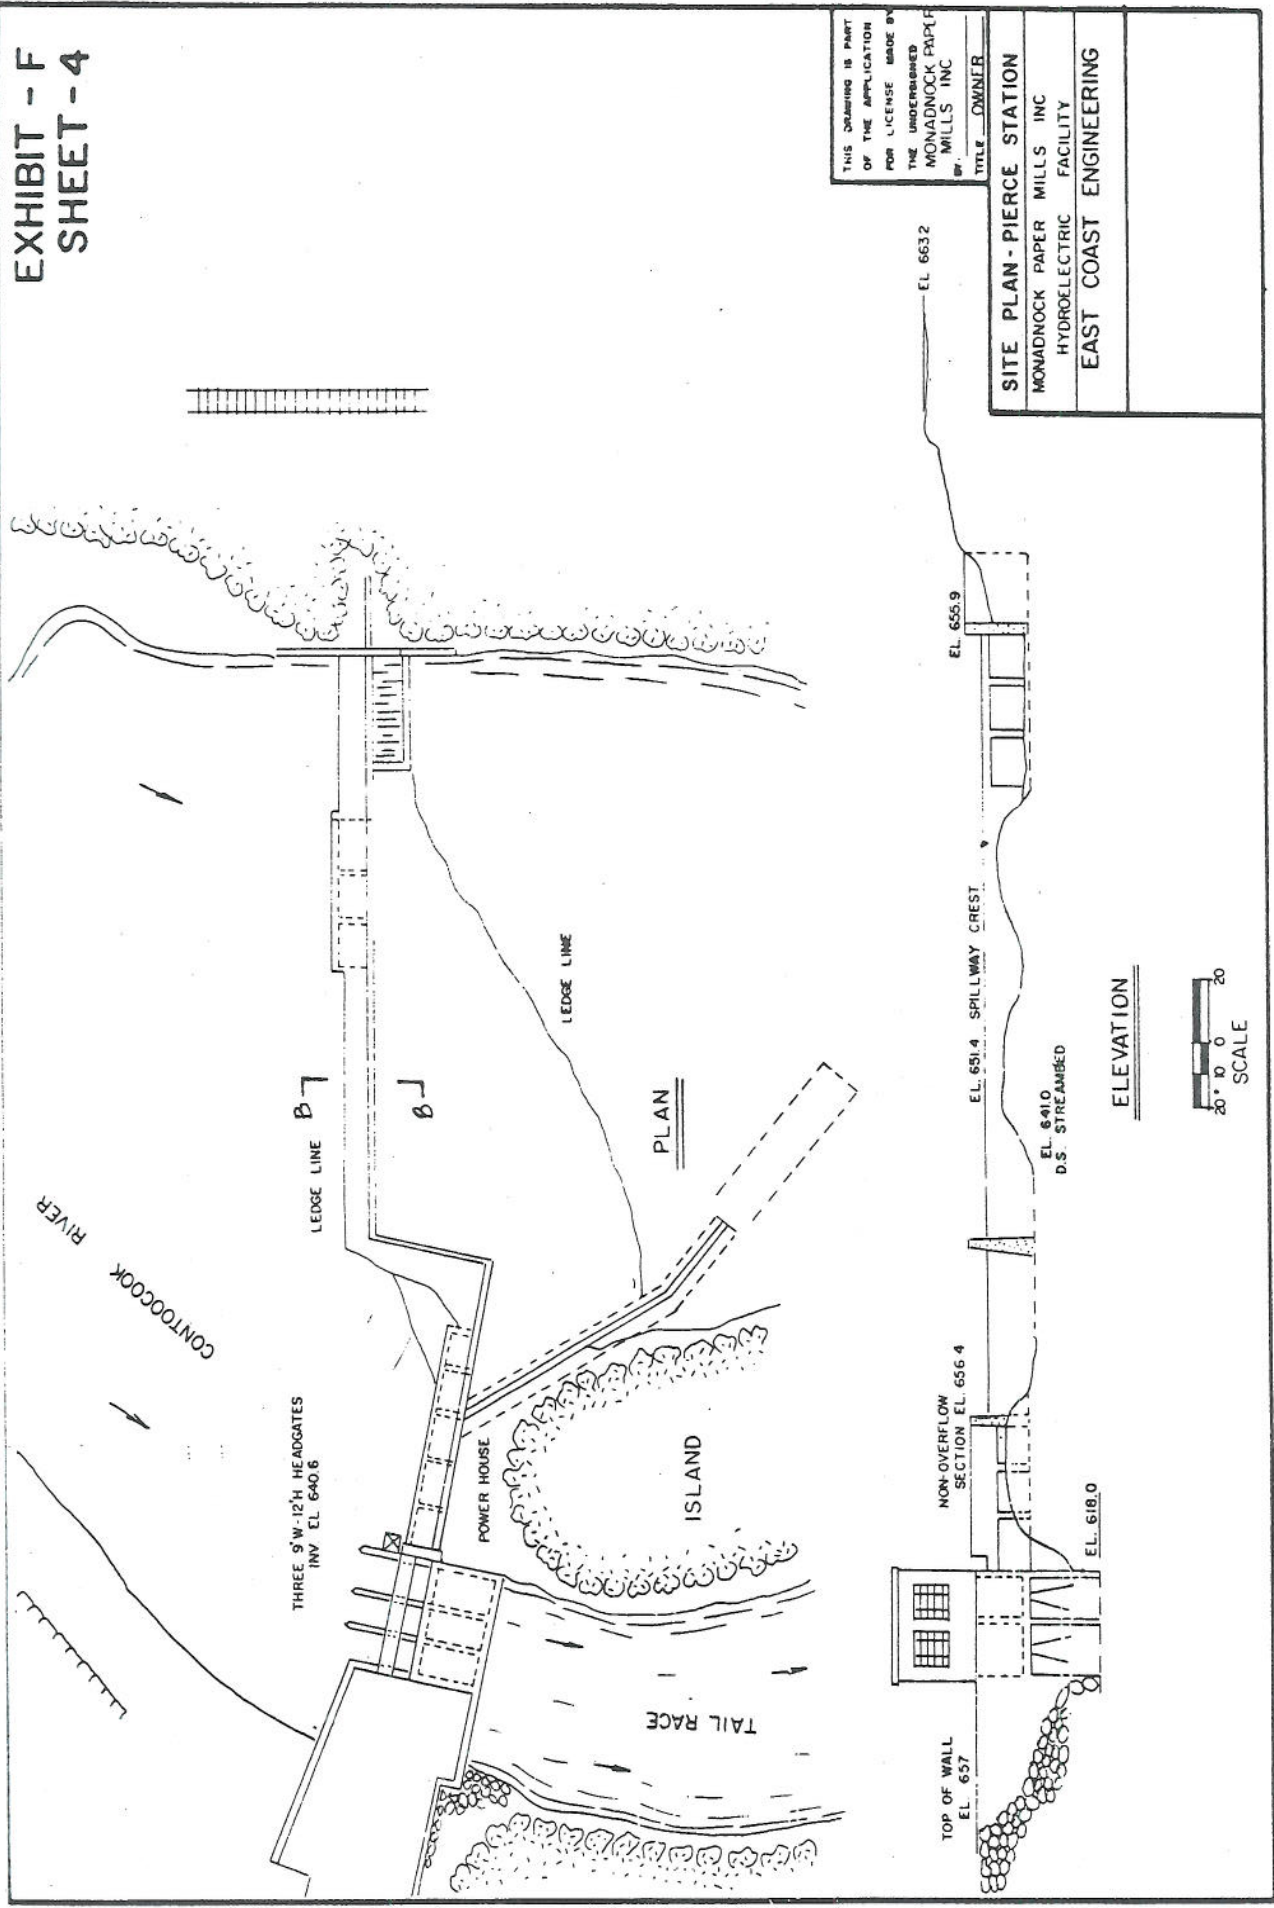 EXHIBIT - F
SHEET - 4
CONTOOCOOK
RIVER
THREE 9'W-12'H HEADGATES
INV EL 640.6
LEDGE LINE
B
B
LEDGE LINE
POWER HOUSE
ISLAND
TAIL RACE
PLAN
TOP OF WALL
EL. 657
EL. 618.0
NON-OVERFLOW
SECTION EL. 656.4
EL. 641.0
D.S. STREAMBED
EL. 651.4 SPILLWAY CREST
EL. 655.9
EL 663.2
ELEVATION
20' 10 0 20
SCALE
THIS DRAWING IS PART
OF THE APPLICATION
FOR LICENSE MADE BY
THE UNDERSIGNED
MONADNOCK PAPER
MILLS INC
BY.
TITLE OWNER
SITE PLAN - PIERCE STATION
MONADNOCK PAPER MILLS INC
HYDROELECTRIC FACILITY
EAST COAST ENGINEERING